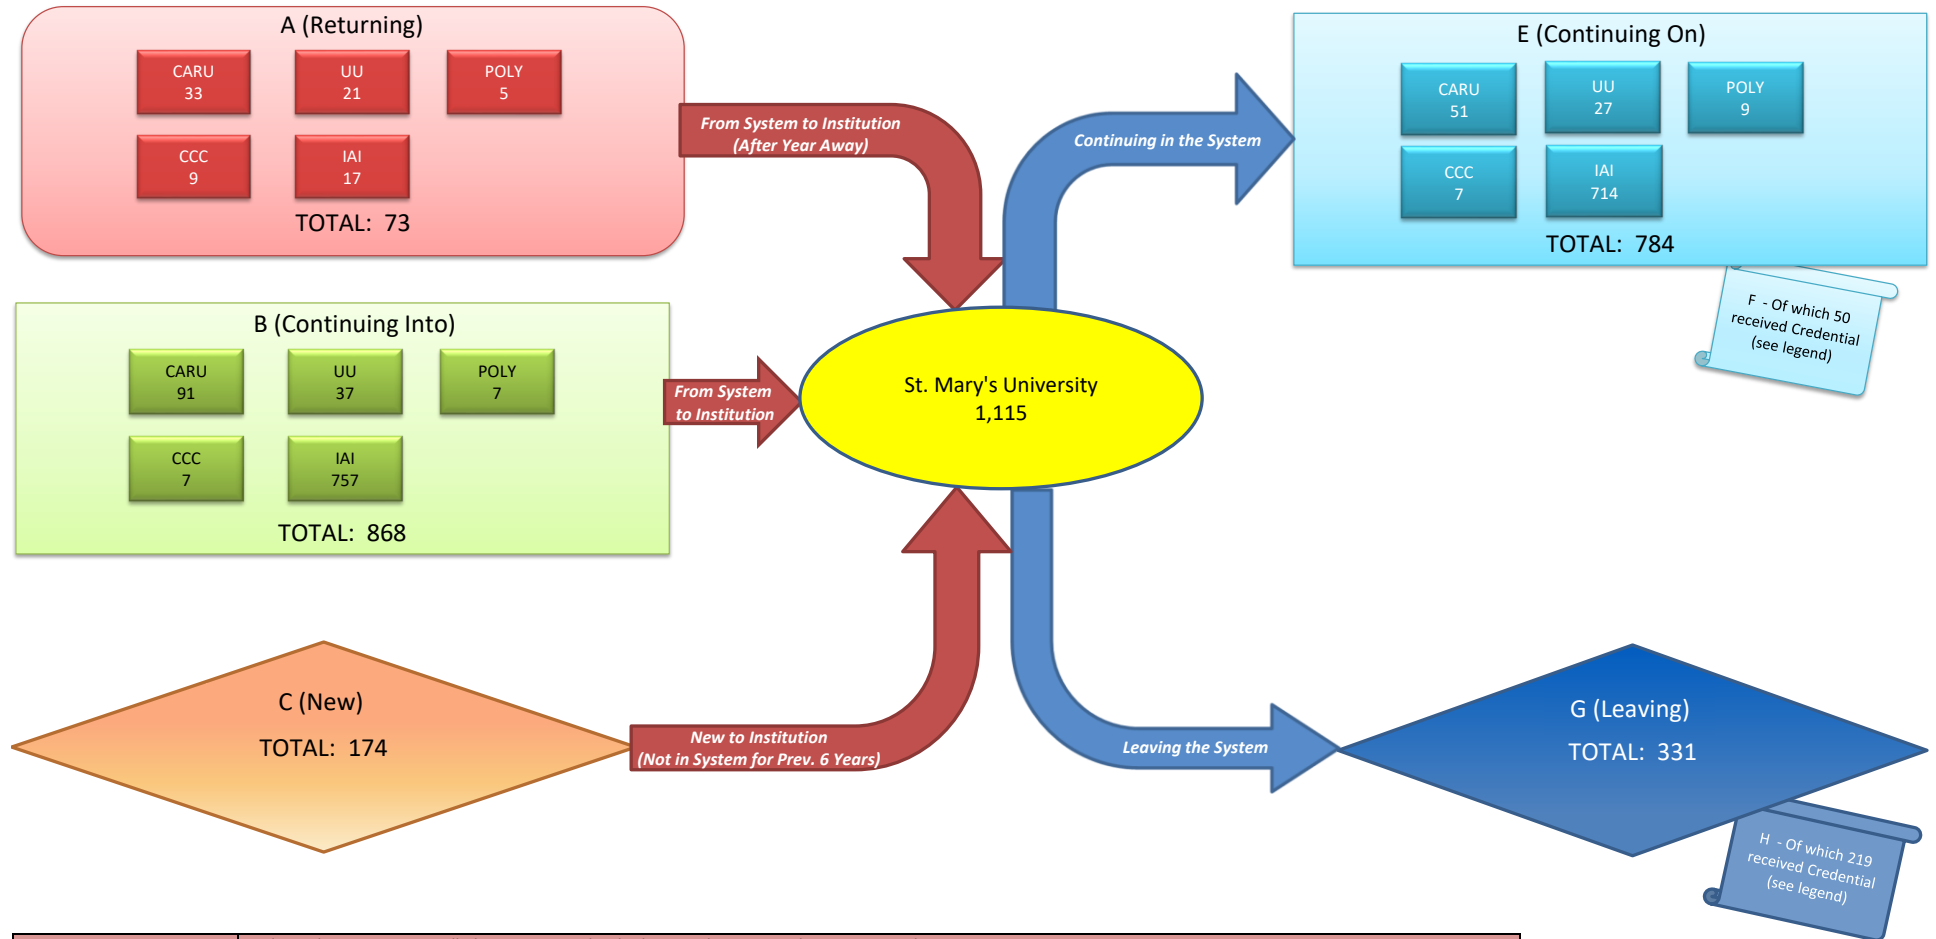 A (Returning)
CARU
33
UU
21
POLY
5
CCC
9
IAI
17
TOTAL: 73
From System to Institution
(After Year Away)
Continuing in the System
E (Continuing On)
CARU
51
UU
27
POLY
9
CCC
7
IAI
714
TOTAL: 784
F - Of which 50
received Credential
(see legend)
B (Continuing Into)
CARU
91
UU
37
POLY
7
CCC
7
IAI
757
TOTAL: 868
From System
to Institution
St. Mary's University
1,115
C (New)
TOTAL: 174
New to Institution
(Not in System for Prev. 6 Years)
Leaving the System
G (Leaving)
TOTAL: 331
H - Of which 219
received Credential
(see legend)